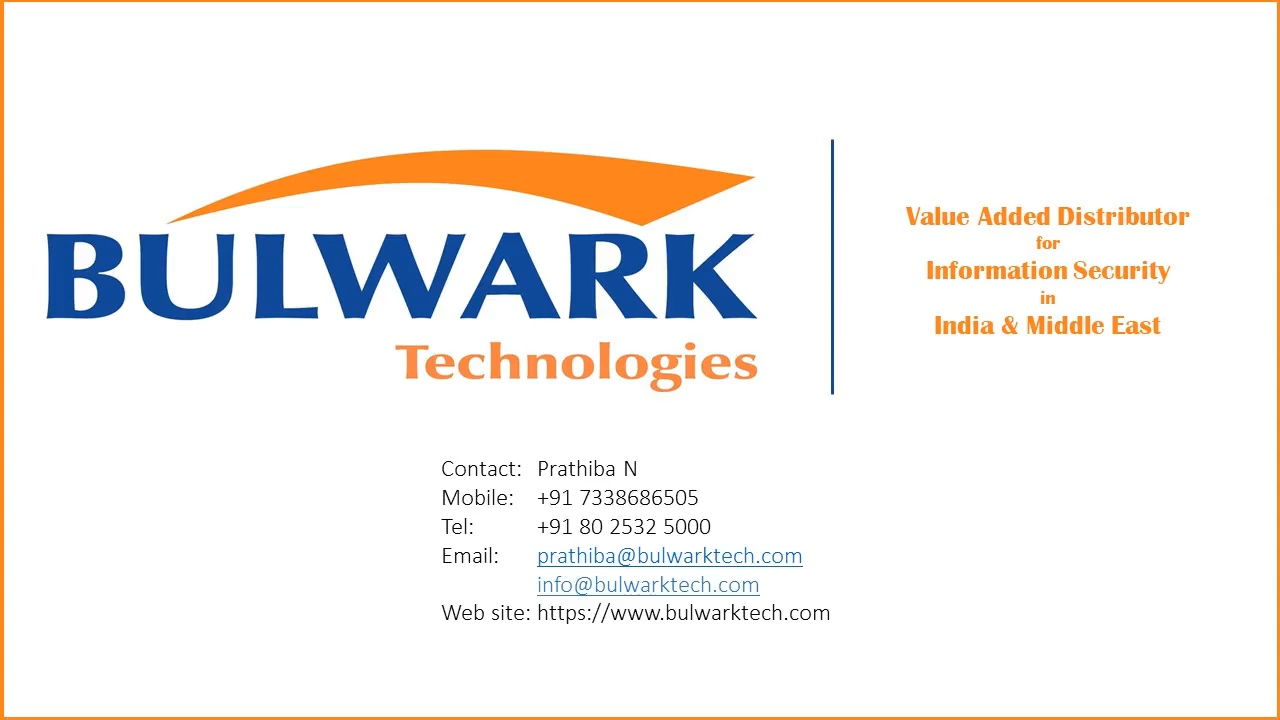 BULWARK
Technologies
Value Added Distributor
for
Information Security
in
India & Middle East
Contact: Prathiba N
Mobile: +91 7338686505
Tel: +91 80 2532 5000
Email: prathiba@bulwarktech.com
info@bulwarktech.com
Web site: https://www.bulwarktech.com